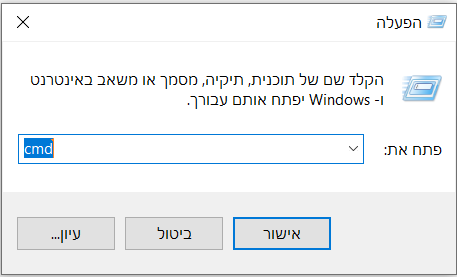 הפעלה
הקלד שם של תוכנית, תיקיה, מסמך או משאב באינטרנט
ו- Windows יפתח אותם עבורך.
פתח את:
cmd
אישור
ביטול
עיון...